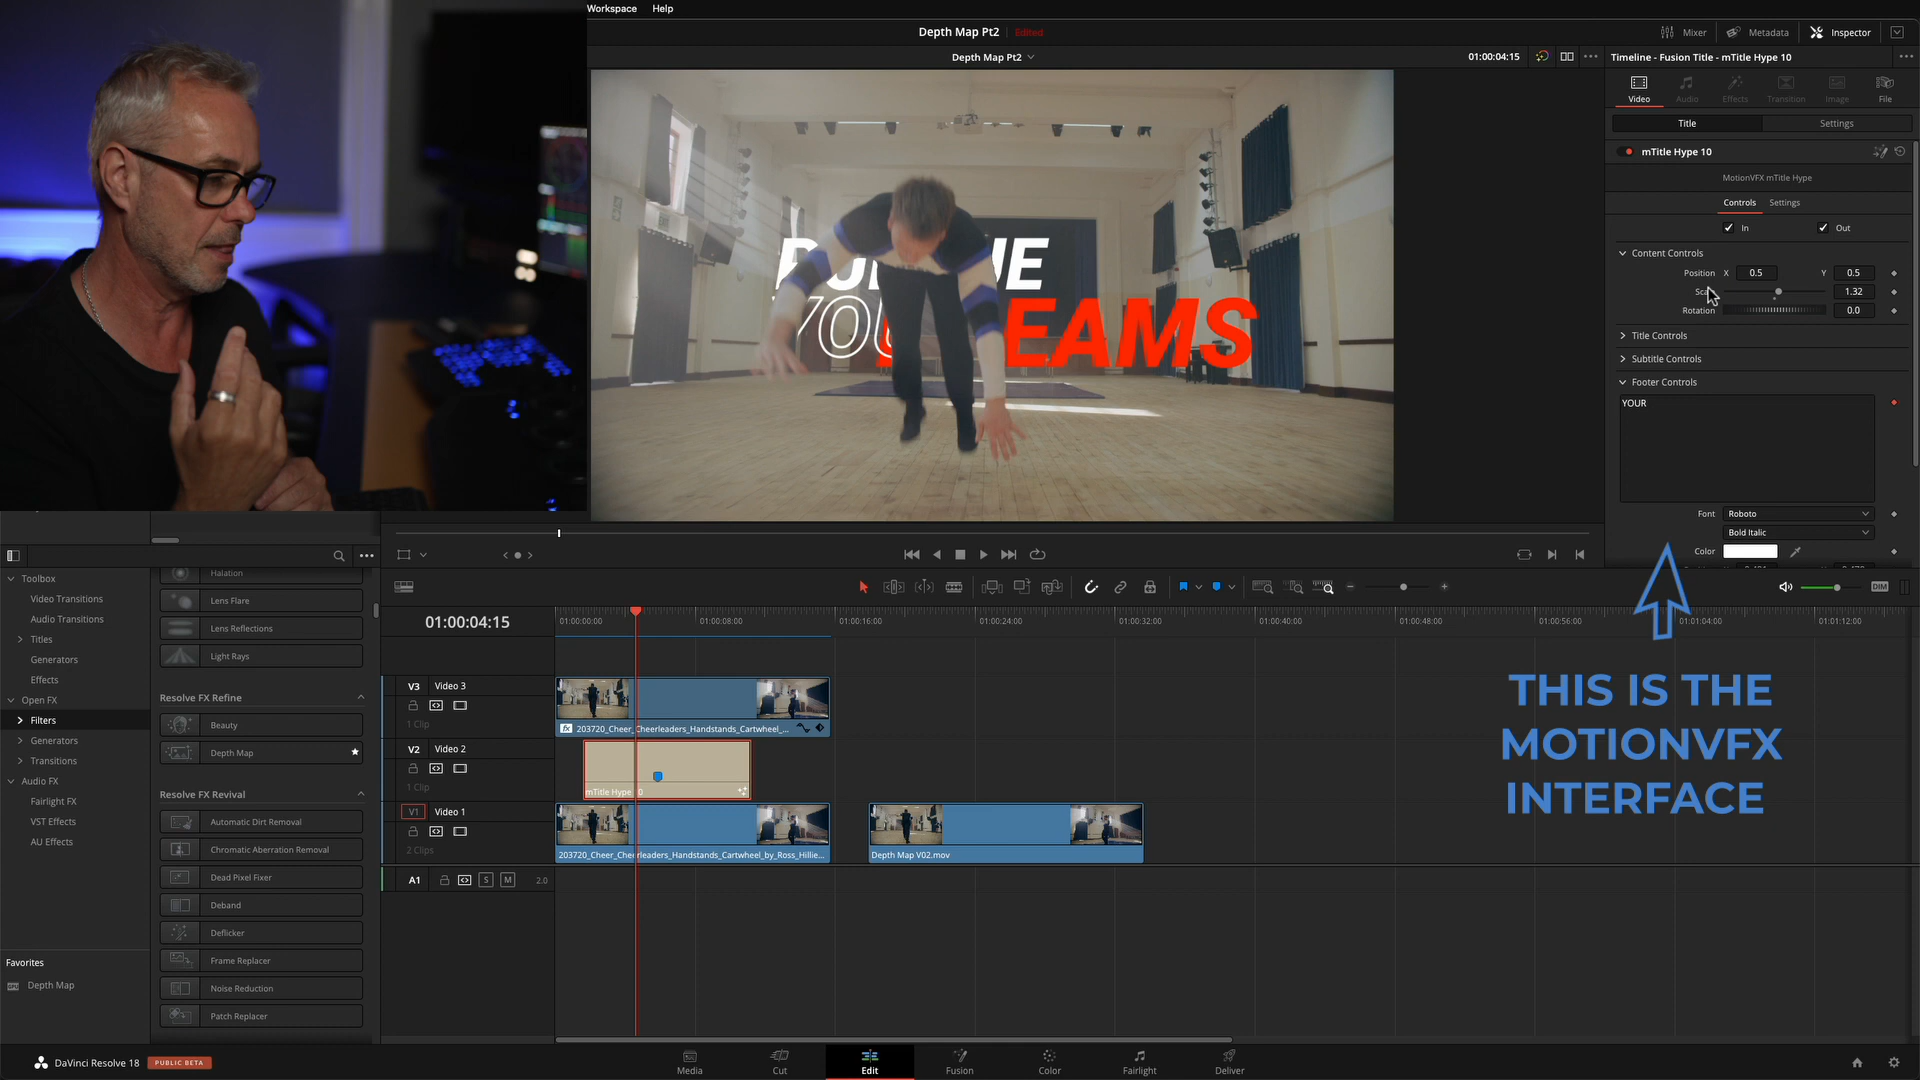 Workspace Help
Depth Map Pt2 Edited
Mixer Metadata Inspector
Depth Map Pt2 01:00:04:15
Timeline - Fusion Title - mTitle Hype 10
Video Audio Effects Transition Image File
Title Settings
mTitle Hype 10
MotionVFX mTitle Hype
Controls Settings
In Out
Content Controls
Position X 0.5 Y 0.5
1.32
Rotation 0.0
Title Controls
Subtitle Controls
Footer Controls
YOUR
Font Roboto
Bold Italic
Color
EAMS
Toolbox
Video Transitions
Audio Transitions
Titles
Generators
Effects
Open FX
Filters
Generators
Transitions
Audio FX
Fairlight FX
VST Effects
AU Effects
Favorites
Depth Map
Halation
Lens Flare
Lens Reflections
Light Rays
Resolve FX Refine
Beauty
Depth Map
Resolve FX Revival
Automatic Dirt Removal
Chromatic Aberration Removal
Dead Pixel Fixer
Deband
Deflicker
Frame Replacer
Noise Reduction
Patch Replacer
DIM
01:00:04:15
01:00:00:00 01:00:08:00 01:00:16:00 01:00:24:00 01:00:32:00 01:00:40:00 01:00:48:00 01:00:56:00 01:01:04:00 01:01:12:00
V3 Video 3
1 Clip
203720_Cheer_Cheerleaders_Handstands_Cartwheel_...
V2 Video 2
1 Clip
mTitle Hype 10
V1 Video 1
2 Clips
203720_Cheer_Cheerleaders_Handstands_Cartwheel_by_Ross_Hillie...
Depth Map V02.mov
A1 S M 2.0
THIS IS THE
MOTIONVFX
INTERFACE
DaVinci Resolve 18 PUBLIC BETA
Media Cut Edit Fusion Color Fairlight Deliver